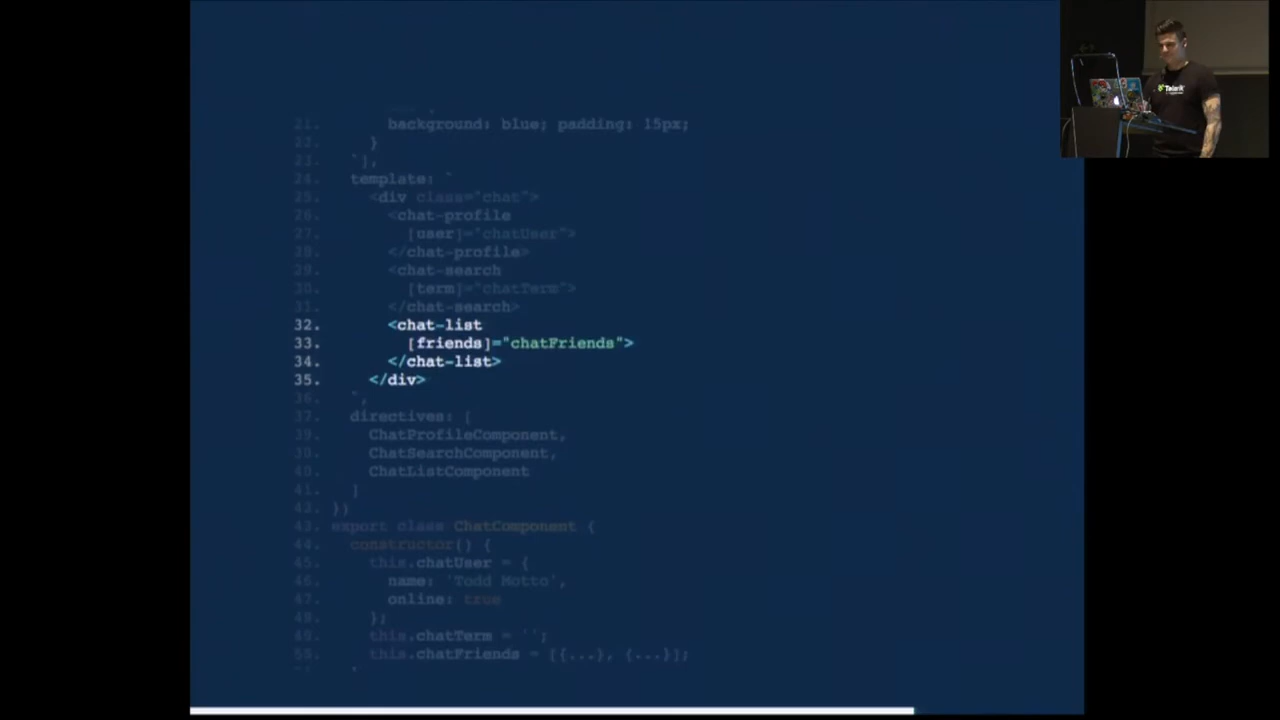 21. background: blue; padding: 15px;
22. }
23. `],
24. template: `
25. <div class="chat">
26. <chat-profile
27. [user]="chatUser">
28. </chat-profile>
29. <chat-search
30. [term]="chatTerm">
31. </chat-search>
32. <chat-list
33. [friends]="chatFriends">
34. </chat-list>
35. </div>
36. `,
37. directives: [
38. ChatProfileComponent,
39. ChatSearchComponent,
40. ChatListComponent
41. ]
42. })
43. export class ChatComponent {
44. constructor() {
45. this.chatUser = {
46. name: 'Todd Motto',
47. online: true
48. };
49. this.chatTerm = '';
50. this.chatFriends = [{...}, {...}];
Telerik